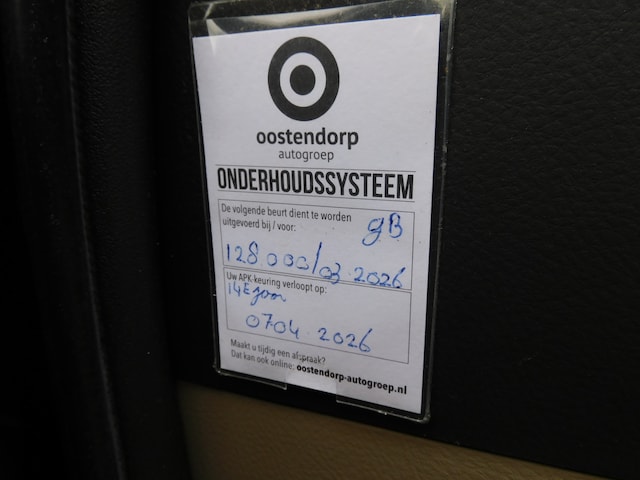 oostendorp
autogroep
ONDERHOUDSSYSTEEM
De volgende beurt dient te worden
uitgevoerd bij / voor: gB
128.000/03 2026
Uw APK-keuring verloopt op:
14E jaar
07 04 2026
Maakt u tijdig een afspraak?
Dat kan ook online: oostendorp-autogroep.nl